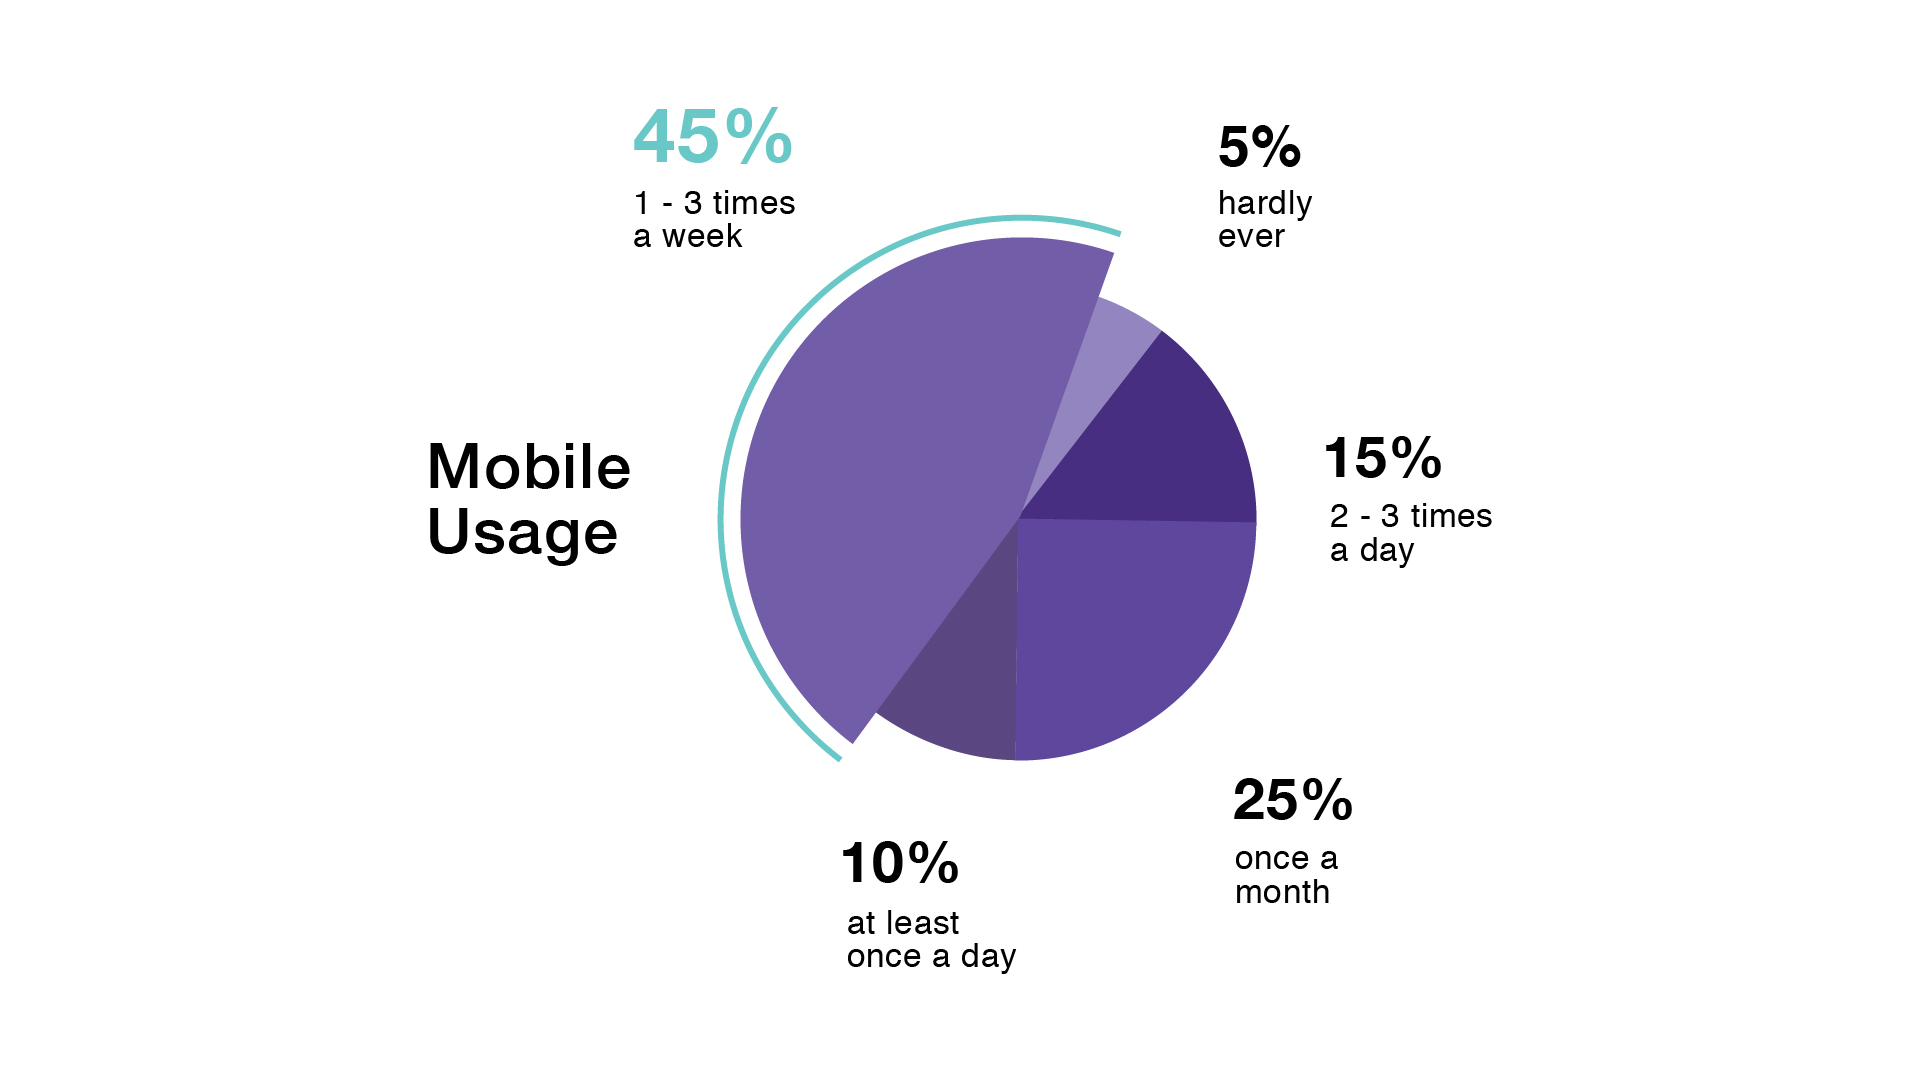 45%
1 - 3 times
a week
5%
hardly
ever
Mobile
Usage
15%
2 - 3 times
a day
25%
once a
month
10%
at least
once a day